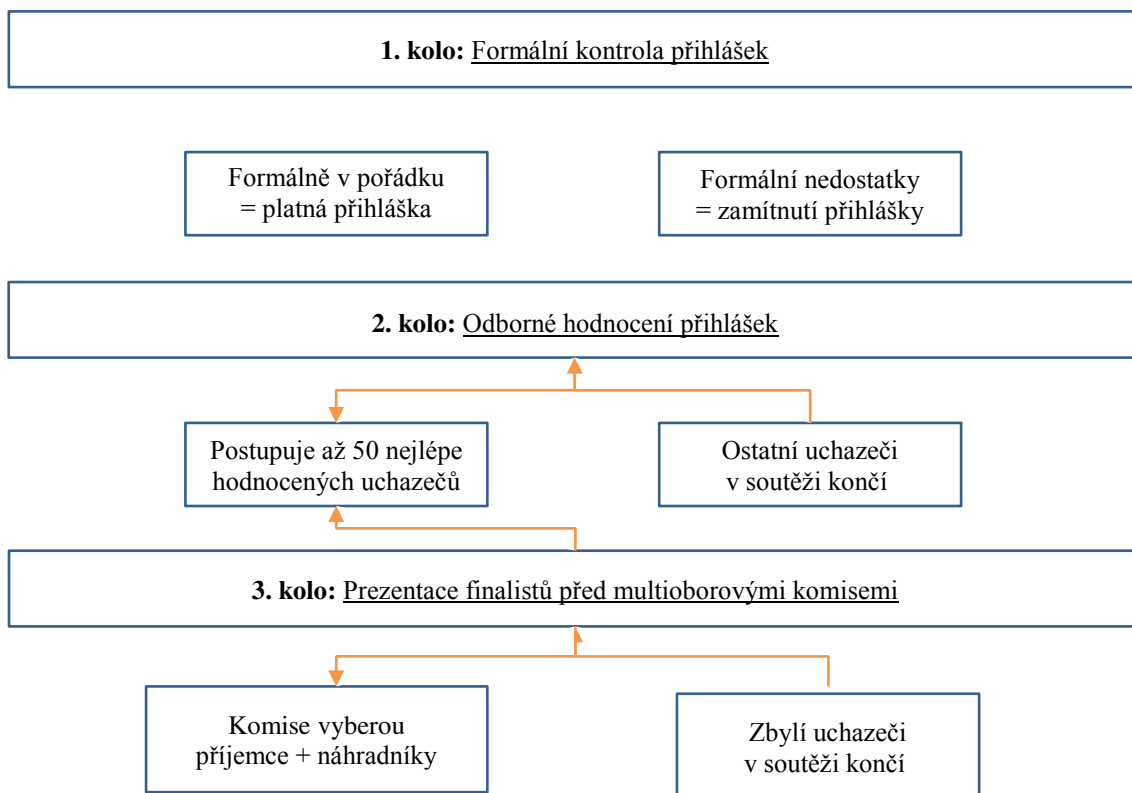 1. kolo: Formální kontrola přihlášek
Formálně v pořádku
= platná přihláška
Formální nedostatky
= zamítnutí přihlášky
2. kolo: Odborné hodnocení přihlášek
Postupuje až 50 nejlépe
hodnocených uchazečů
Ostatní uchazeči
v soutěži končí
3. kolo: Prezentace finalistů před multioborovými komisemi
Komise vyberou
příjemce + náhradníky
Zbylí uchazeči
v soutěži končí